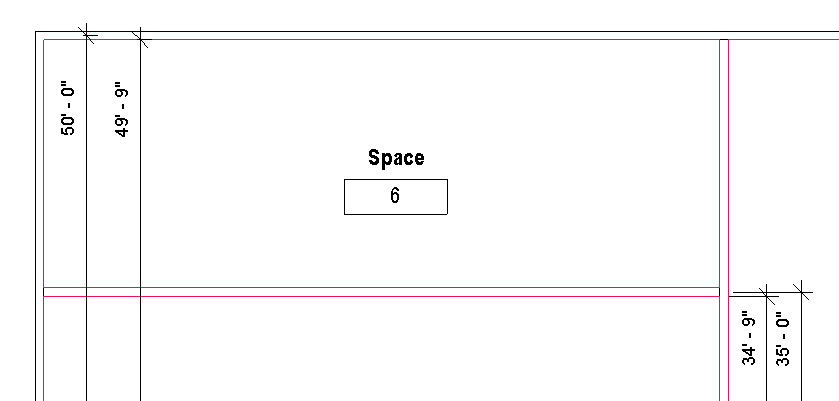 50' - 0"
49' - 9"
Space
6
34' - 9"
35' - 0"